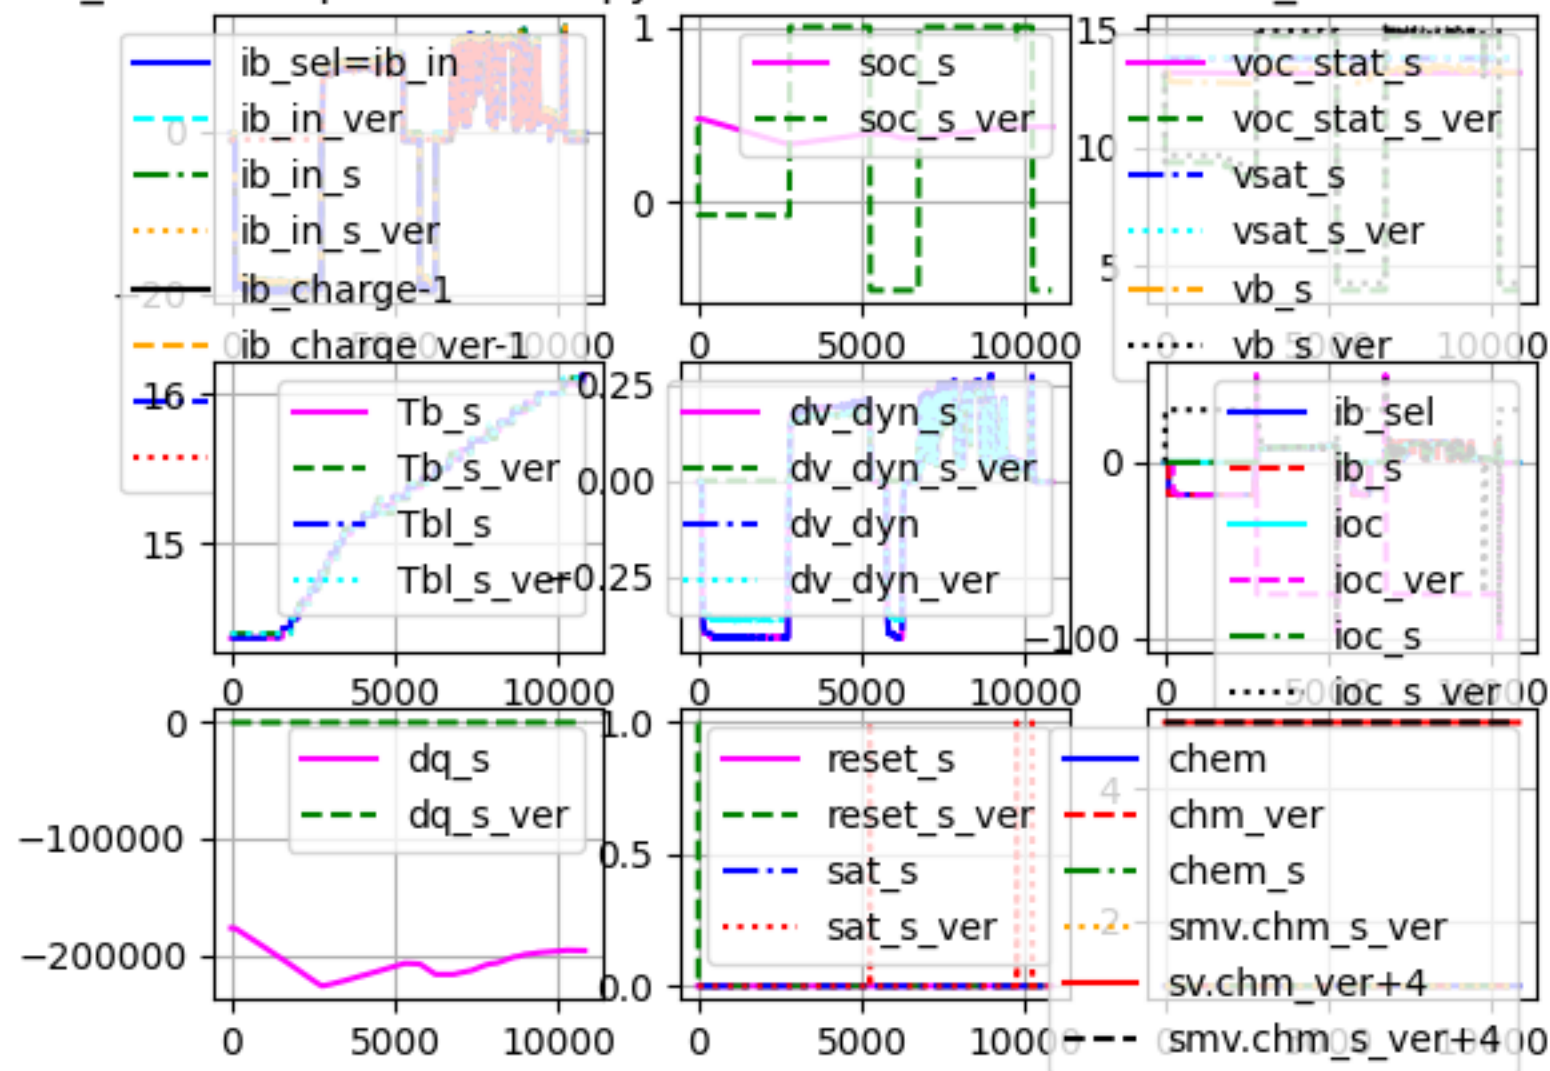 ib_sel=ib_in
ib_in_ver
ib_in_s
ib_in_s_ver
ib_charge-1
ib_charge_ver-1
0
−20
0
5000
10000
soc_s
soc_s_ver
1
0
0
5000
10000
voc_stat_s
voc_stat_s_ver
vsat_s
vsat_s_ver
vb_s
vb_s_ver
15
10
5
0
5000
10000
Tb_s
Tb_s_ver
Tbl_s
Tbl_s_ver
16
15
0
5000
10000
dv_dyn_s
dv_dyn_s_ver
dv_dyn
dv_dyn_ver
0.25
0.00
−0.25
0
5000
10000
ib_sel
ib_s
ioc
ioc_ver
ioc_s
ioc_s_ver
0
−100
0
5000
10000
dq_s
dq_s_ver
0
−100000
−200000
0
5000
10000
reset_s
reset_s_ver
sat_s
sat_s_ver
1.0
0.5
0.0
0
5000
10000
chem
chm_ver
chem_s
smv.chm_s_ver
sv.chm_ver+4
smv.chm_s_ver+4
4
2